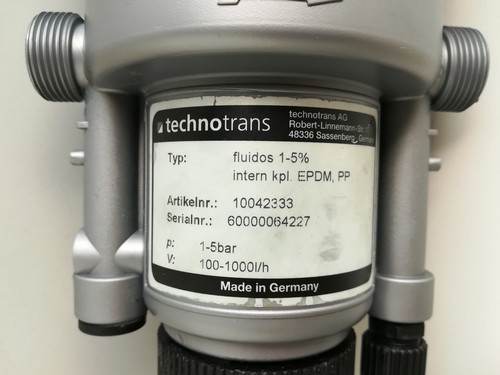 technotrans
technotrans AG
Robert-Linnemann-Str.
48336 Sassenberg, Germany
Typ: fluidos 1-5%
intern kpl. EPDM, PP
Artikelnr.: 10042333
Serialnr.: 60000064227
p: 1-5bar
V: 100-1000l/h
Made in Germany